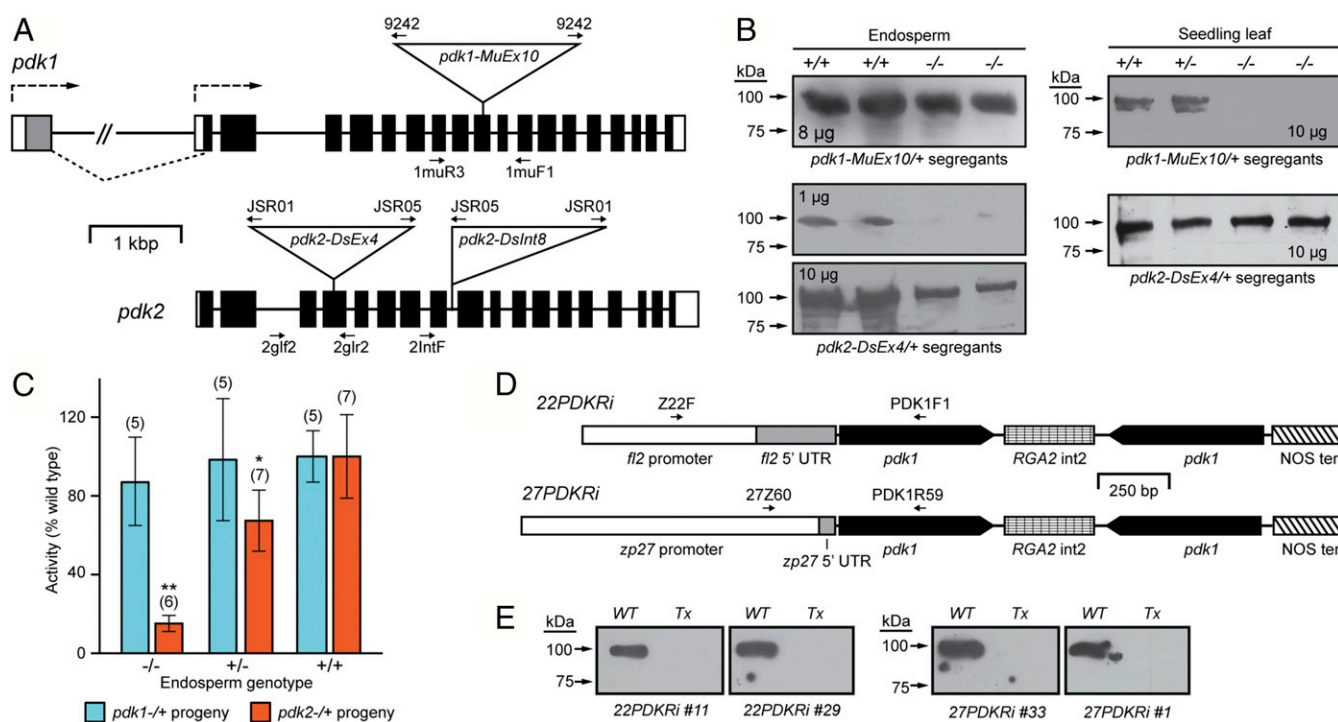 A
pdk1
9242 9242
pdk1-MuEx10
1muR3 1muF1
1 kbp
JSR01 JSR05 JSR05 JSR01
pdk2-DsEx4 pdk2-DsInt8
pdk2
2glf2 2glr2 2IntF
B
Endosperm
+/+ +/+ -/- -/-
kDa
100
75
8 µg
pdk1-MuEx10/+ segregants
1 µg
100
75
10 µg
100
75
pdk2-DsEx4/+ segregants
Seedling leaf
+/+ +/- -/- -/-
kDa
100
75
10 µg
pdk1-MuEx10/+ segregants
100
75
10 µg
pdk2-DsEx4/+ segregants
C
Activity (% wild type)
120
80
40
0
(5) (5) (5) (7)
* (7)
** (6)
-/- +/- +/+
Endosperm genotype
pdk1-/+ progeny pdk2-/+ progeny
D
22PDKRi
Z22F PDK1F1
fl2 promoter fl2 5' UTR pdk1 RGA2 int2 pdk1 NOS ter
250 bp
27PDKRi
27Z60 PDK1R59
zp27 promoter pdk1 RGA2 int2 pdk1 NOS ter
zp27 5' UTR
E
kDa
WT Tx WT Tx
100
75
22PDKRi #11 22PDKRi #29
kDa
WT Tx WT Tx
100
75
27PDKRi #33 27PDKRi #1